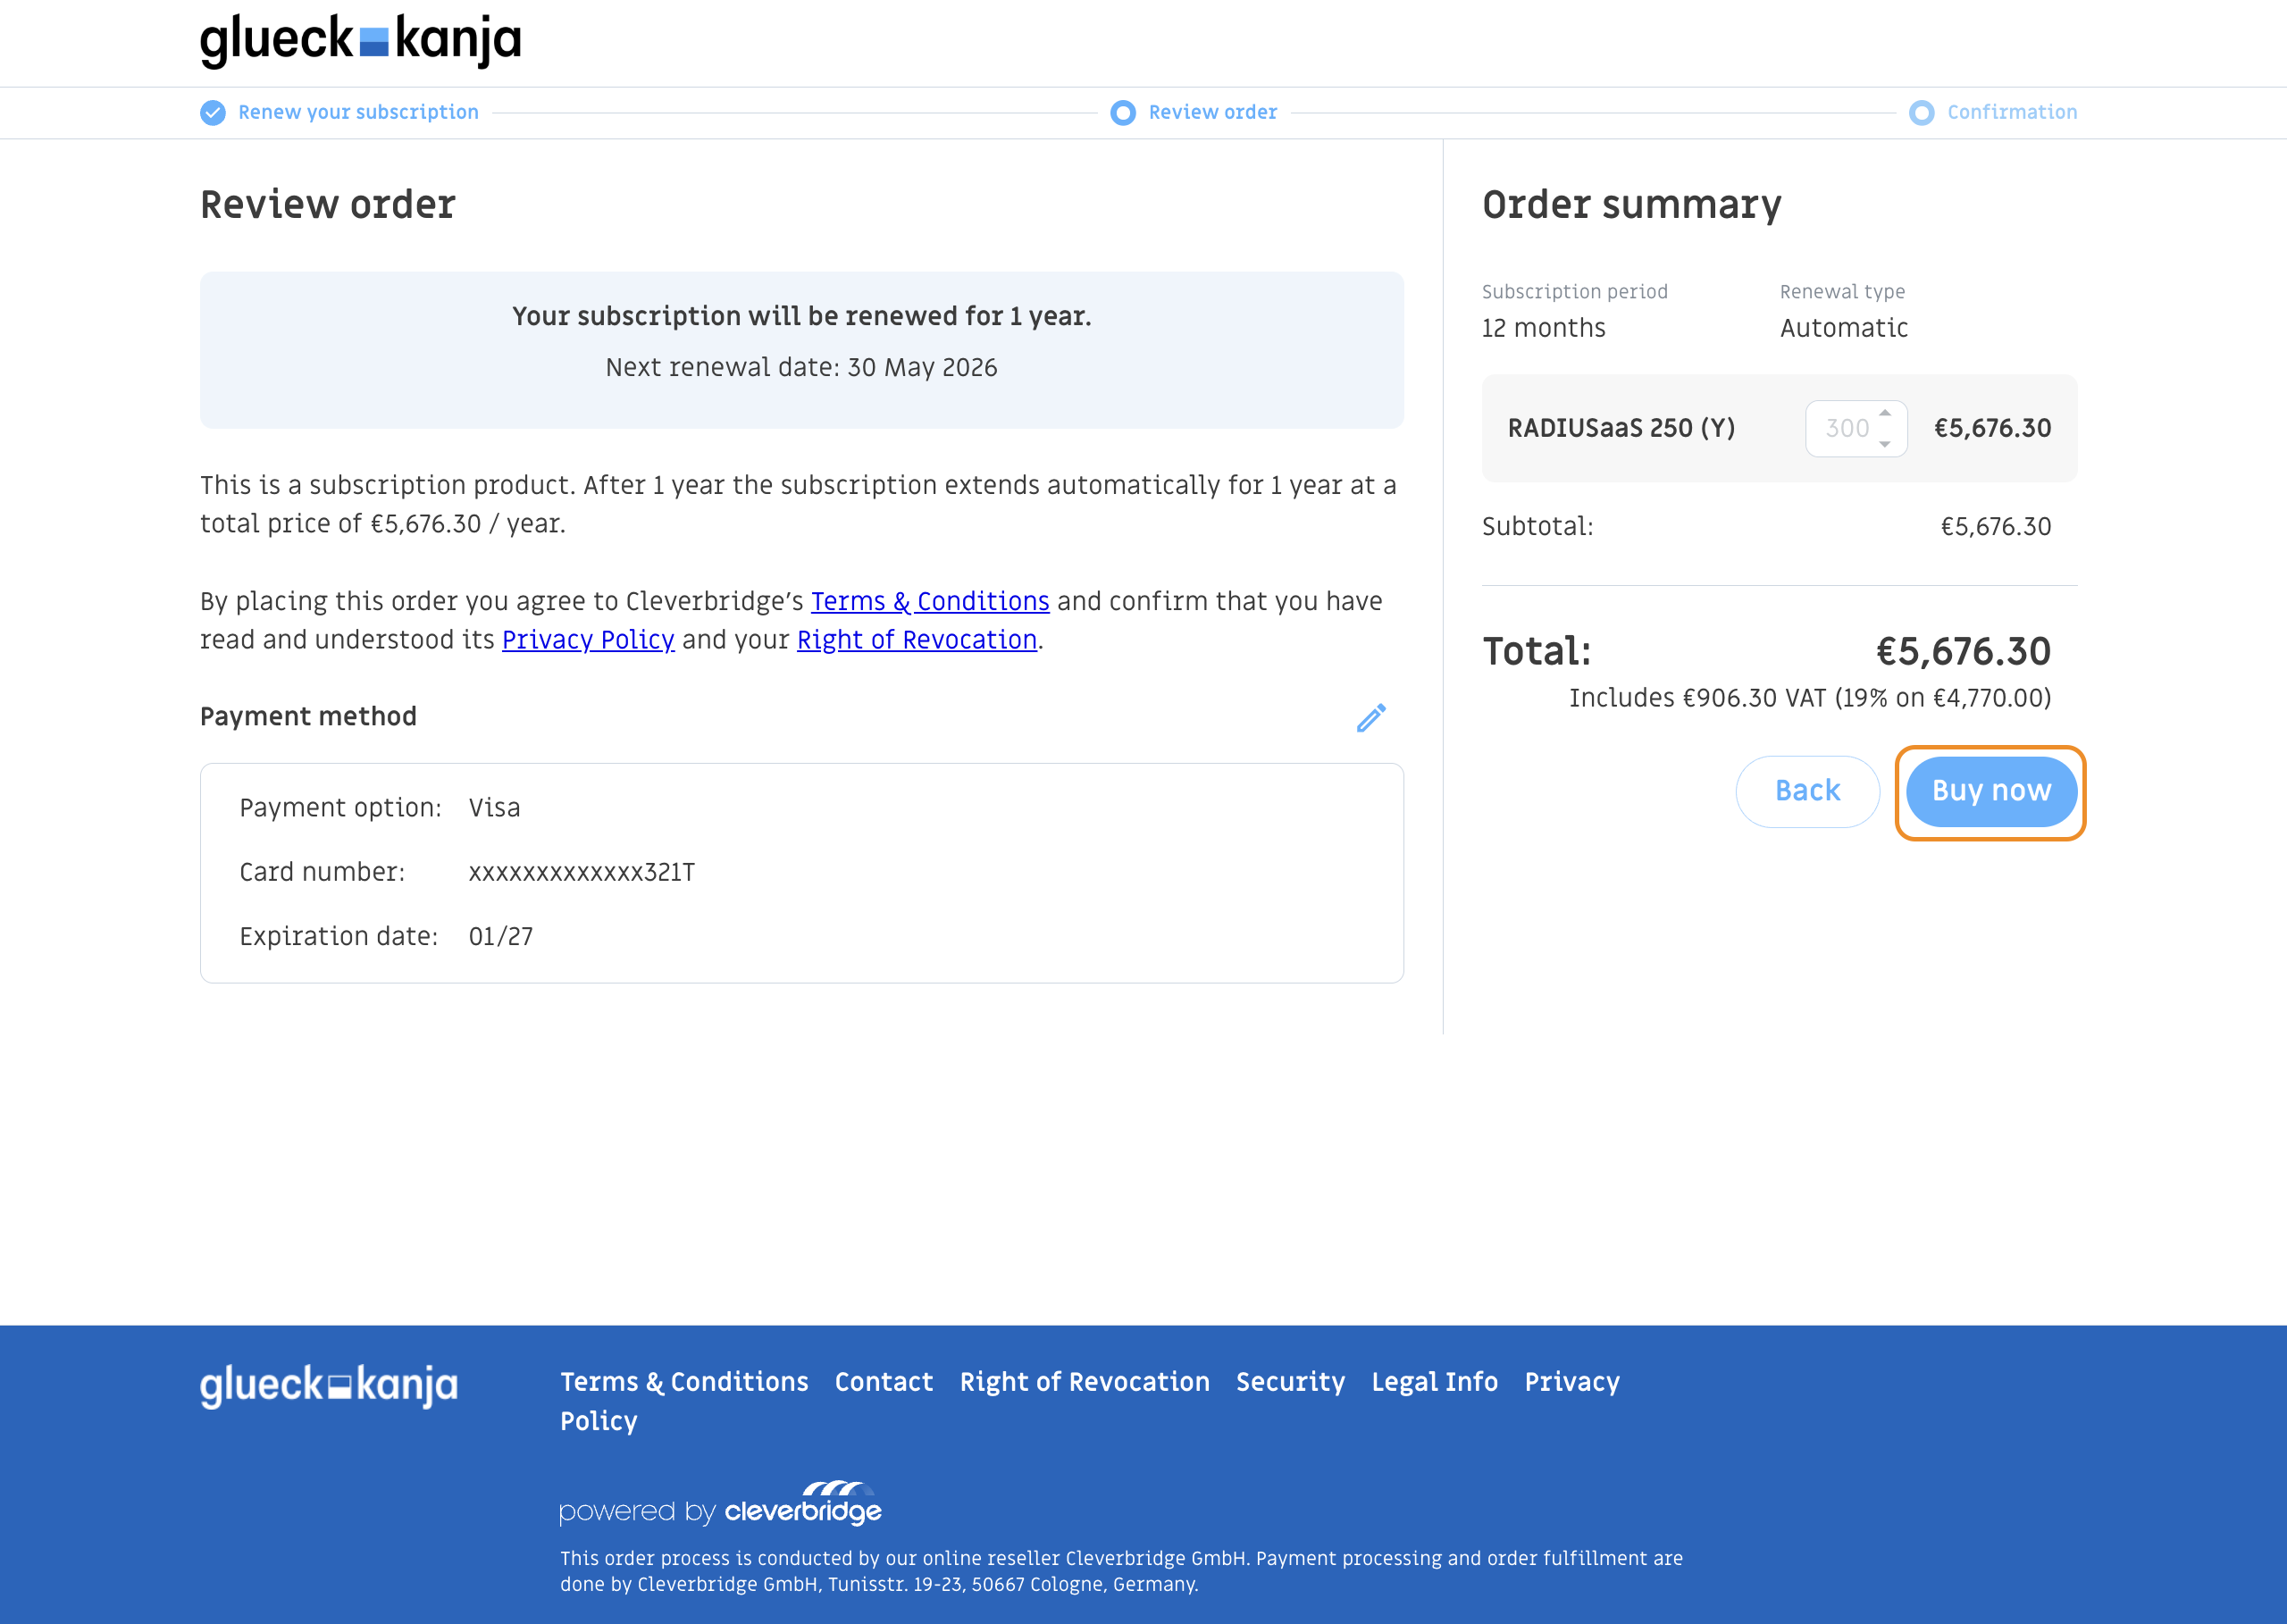 glueck kanja
Renew your subscription
Review order
Confirmation
Review order
Your subscription will be renewed for 1 year.
Next renewal date: 30 May 2026
This is a subscription product. After 1 year the subscription extends automatically for 1 year at a
total price of €5,676.30 / year.
By placing this order you agree to Cleverbridge's Terms & Conditions and confirm that you have
read and understood its Privacy Policy and your Right of Revocation.
Payment method
Payment option: Visa
Card number: xxxxxxxxxxxxx321T
Expiration date: 01/27
Order summary
Subscription period Renewal type
12 months Automatic
RADIUSaaS 250 (Y) 300 €5,676.30
Subtotal: €5,676.30
Total: €5,676.30
Includes €906.30 VAT (19% on €4,770.00)
Back Buy now
glueck kanja
Terms & Conditions Contact Right of Revocation Security Legal Info Privacy
Policy
powered by cleverbridge
This order process is conducted by our online reseller Cleverbridge GmbH. Payment processing and order fulfillment are
done by Cleverbridge GmbH, Tunisstr. 19-23, 50667 Cologne, Germany.